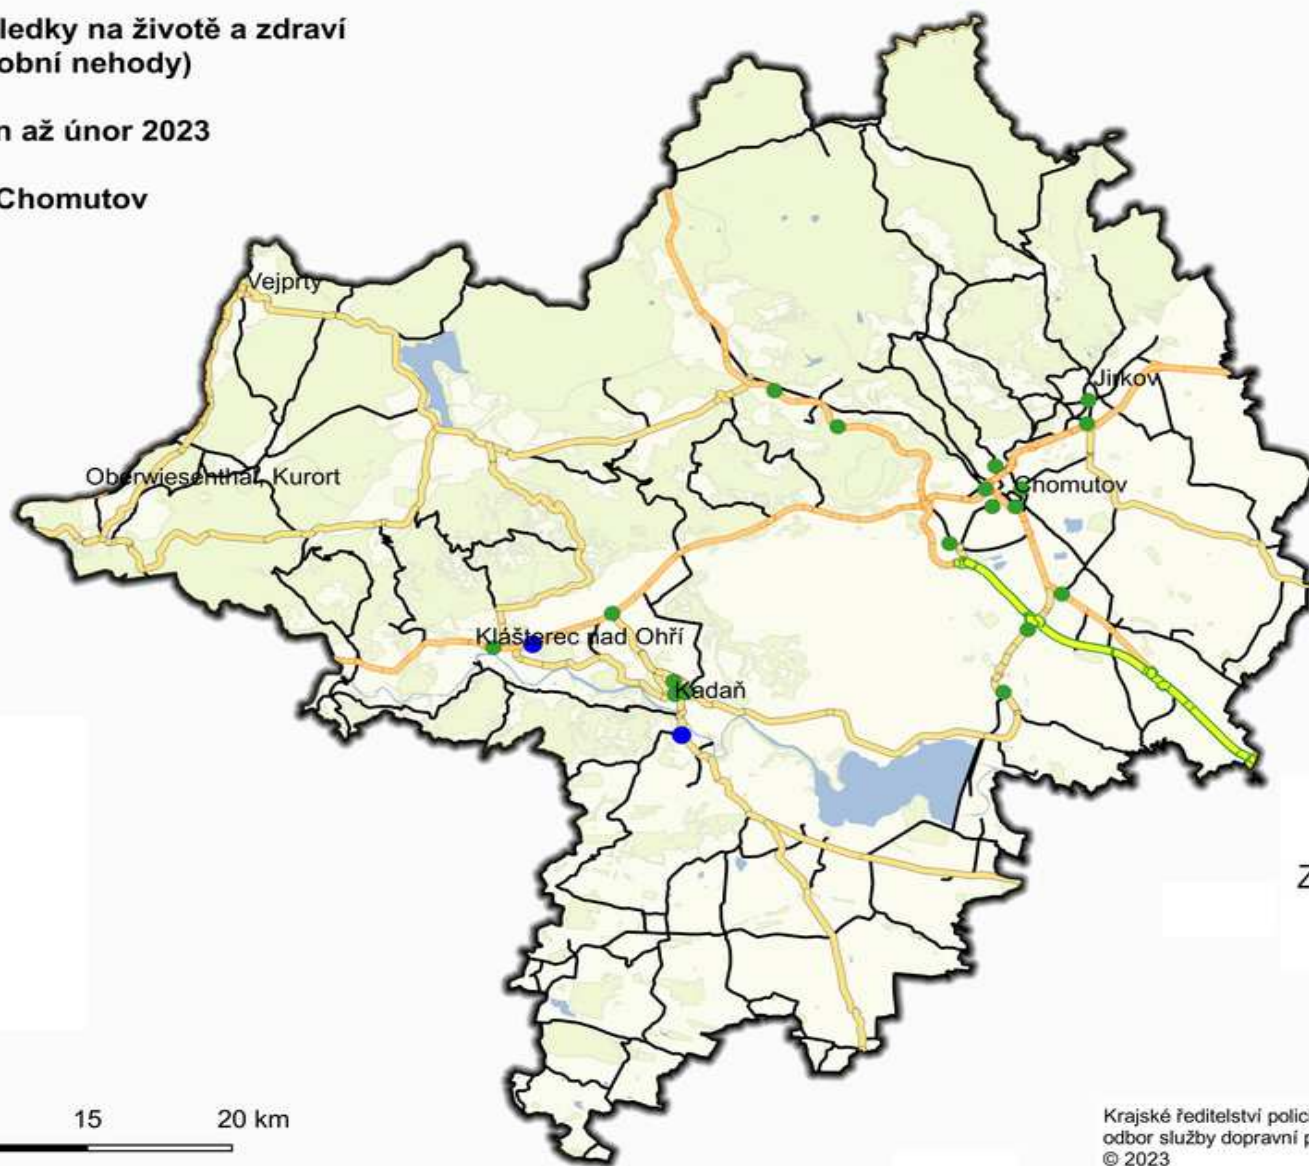 ledky na životě a zdraví
obní nehody)
n až únor 2023
Chomutov
Vejprty
Jirkov
Oberwiesenthal, Kurort
Chomutov
Klášterec nad Ohří
Kadaň
Z
15 20 km
Krajské ředitelství polici
odbor služby dopravní p
© 2023